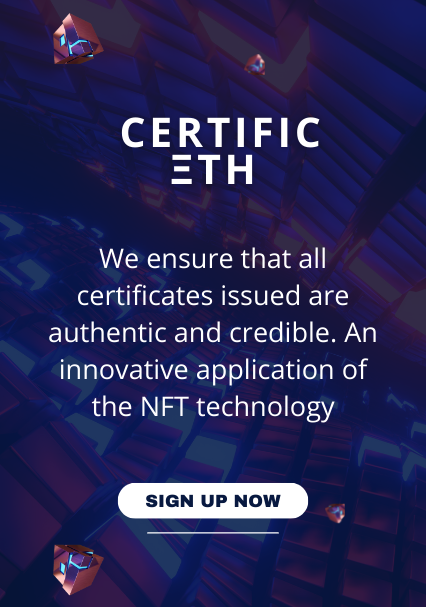 CERTIFIC
ΞTH
We ensure that all
certificates issued are
authentic and credible. An
innovative application of
the NFT technology
SIGN UP NOW